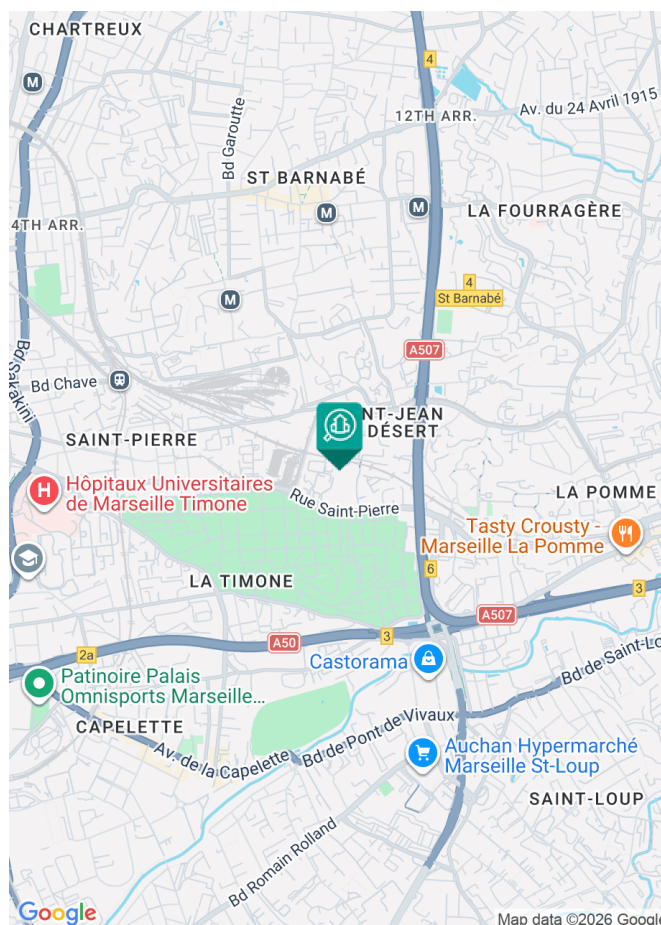 CHARTREUX
M
4
Av. du 24 Avril 1915
12TH ARR.
Bd Garoutte
ST BARNABÉ
M
M
LA FOURRAGÈRE
4TH ARR.
4
St Barnabé
M
Bd Sakakini
A507
Bd Chave
NT-JEAN
DÉSERT
SAINT-PIERRE
H
Hôpitaux Universitaires
de Marseille Timone
Rue Saint-Pierre
LA POMME
Tasty Crousty -
Marseille La Pomme
LA TIMONE
6
3
A507
A50
3
2a
Castorama
Bd de Saint-Lo
Patinoire Palais
Omnisports Marseille...
CAPELETTE
Bd de Pont de Vivaux
Av. de la Capelette
Auchan Hypermarché
Marseille St-Loup
SAINT-LOUP
Bd Romain Rolland
Google
Map data ©2026 Google